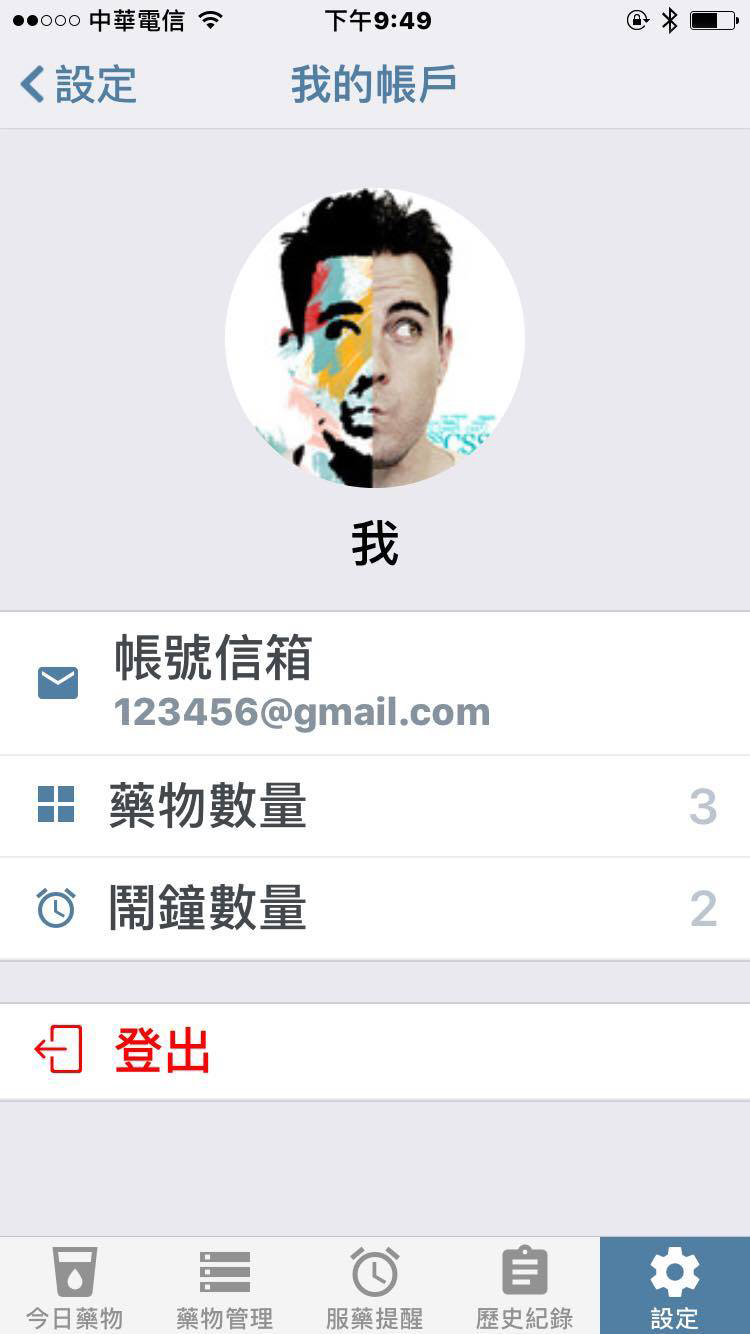 中華電信
下午9:49
設定
我的帳戶
CSS
我
帳號信箱
123456@gmail.com
藥物數量
3
鬧鐘數量
2
登出
今日藥物
藥物管理
服藥提醒
歷史紀錄
設定